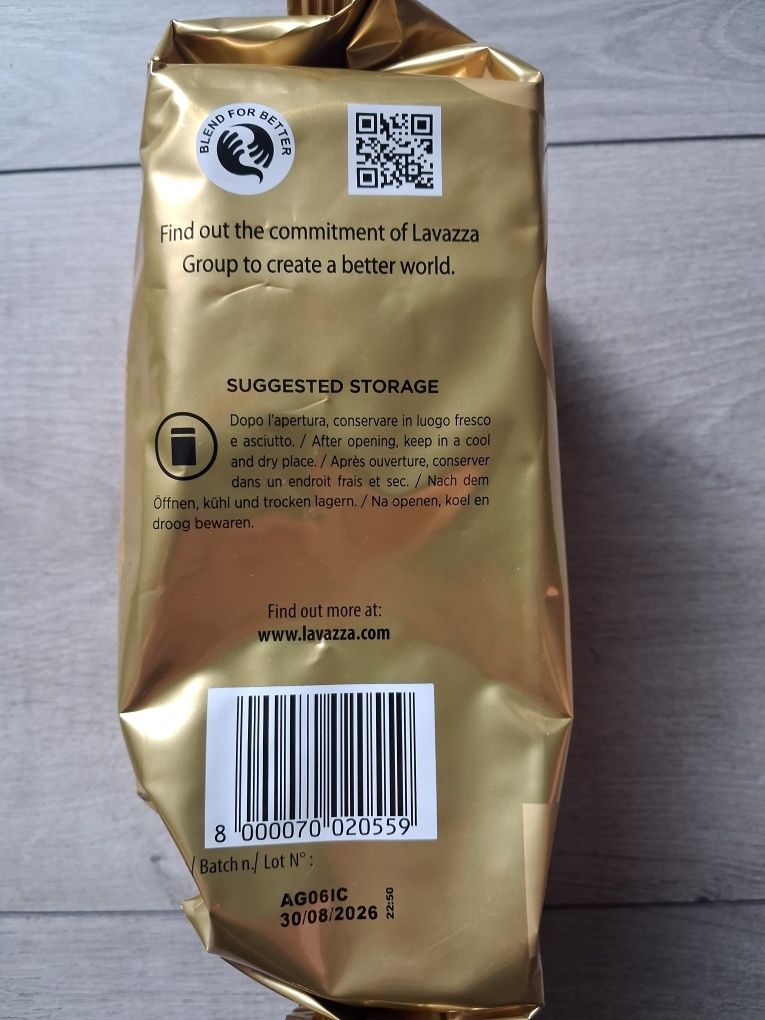 BLEND FOR BETTER
Find out the commitment of Lavazza
Group to create a better world.
SUGGESTED STORAGE
Dopo l'apertura, conservare in luogo fresco
e asciutto. / After opening, keep in a cool
and dry place. / Après ouverture, conserver
dans un endroit frais et sec. / Nach dem
Öffnen, kühl und trocken lagern. / Na openen, koel en
droog bewaren.
Find out more at:
www.lavazza.com
8 000070 020559
/ Batch n./ Lot N° :
AG06IC
30/08/2026 22:50